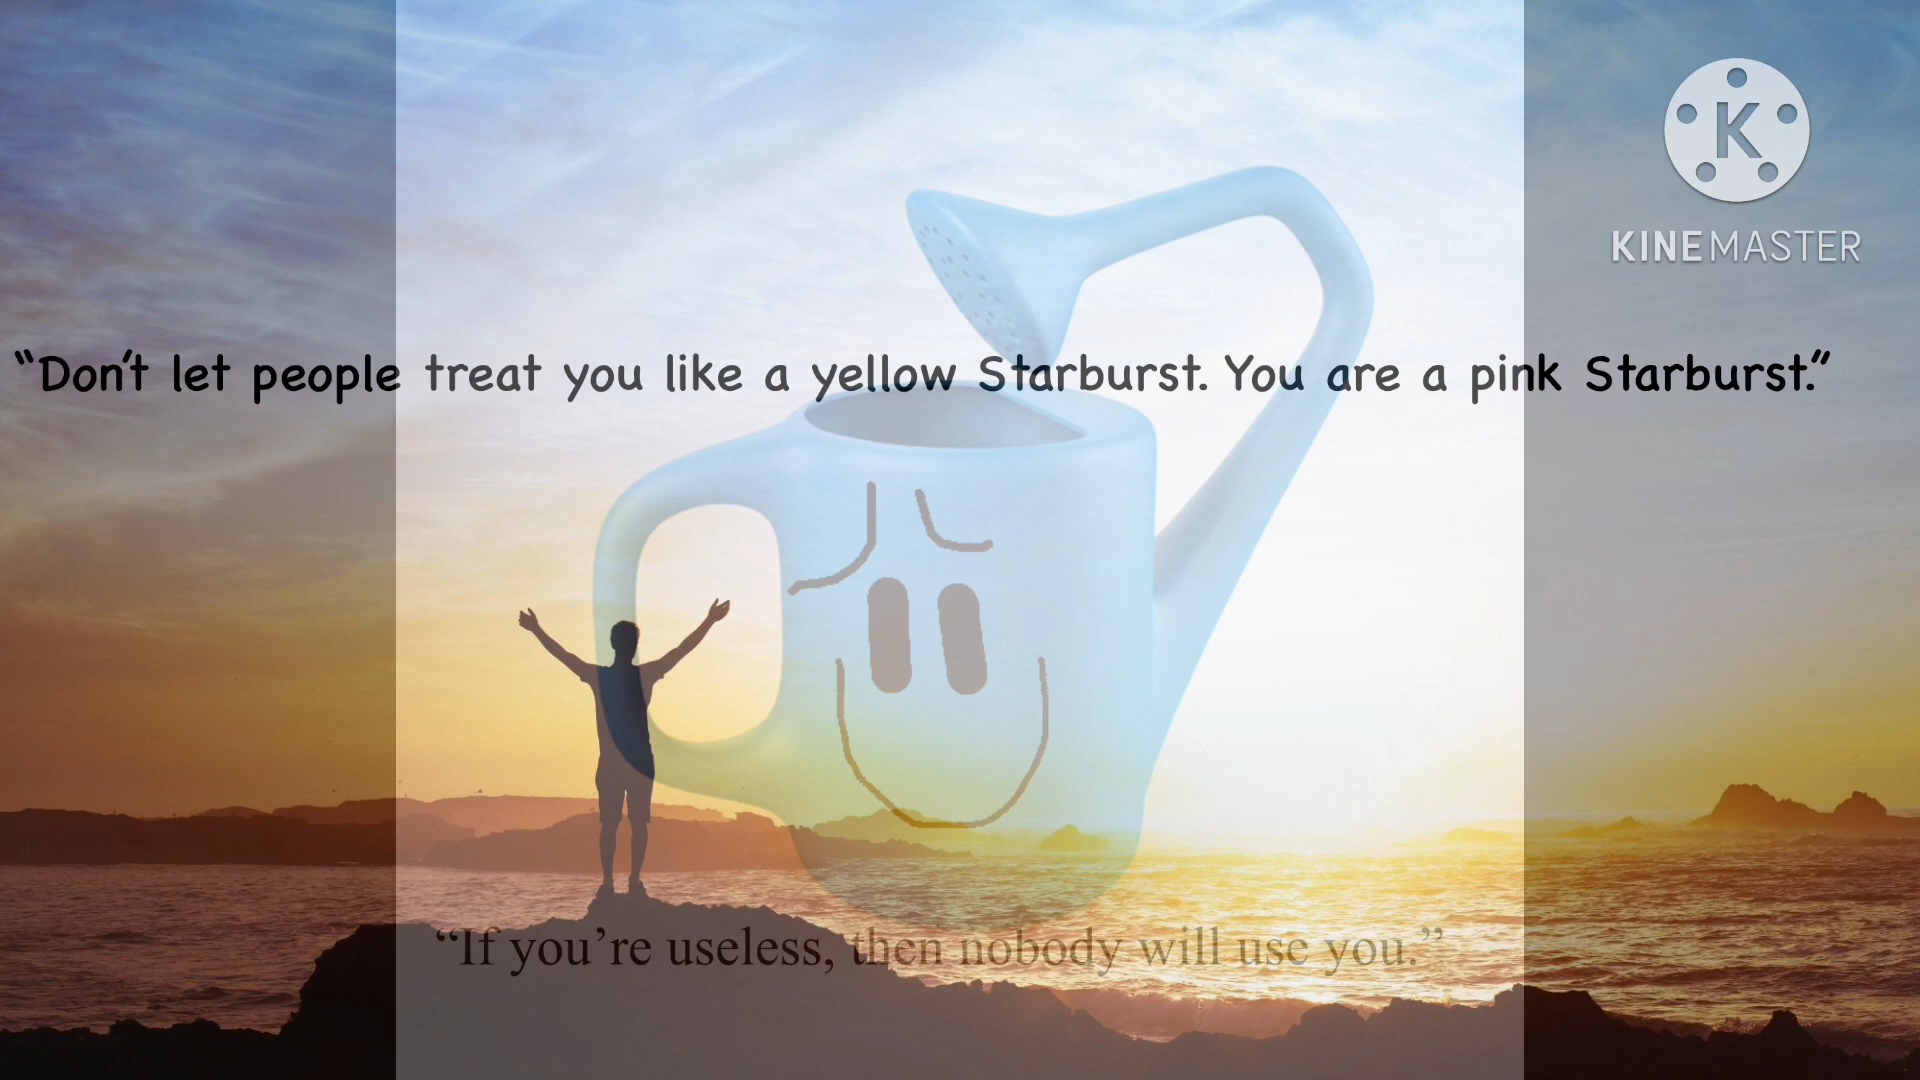 K
KINEMASTER
“Don't let people treat you like a yellow Starburst. You are a pink Starburst.”
“If you’re useless, then nobody will use you.”